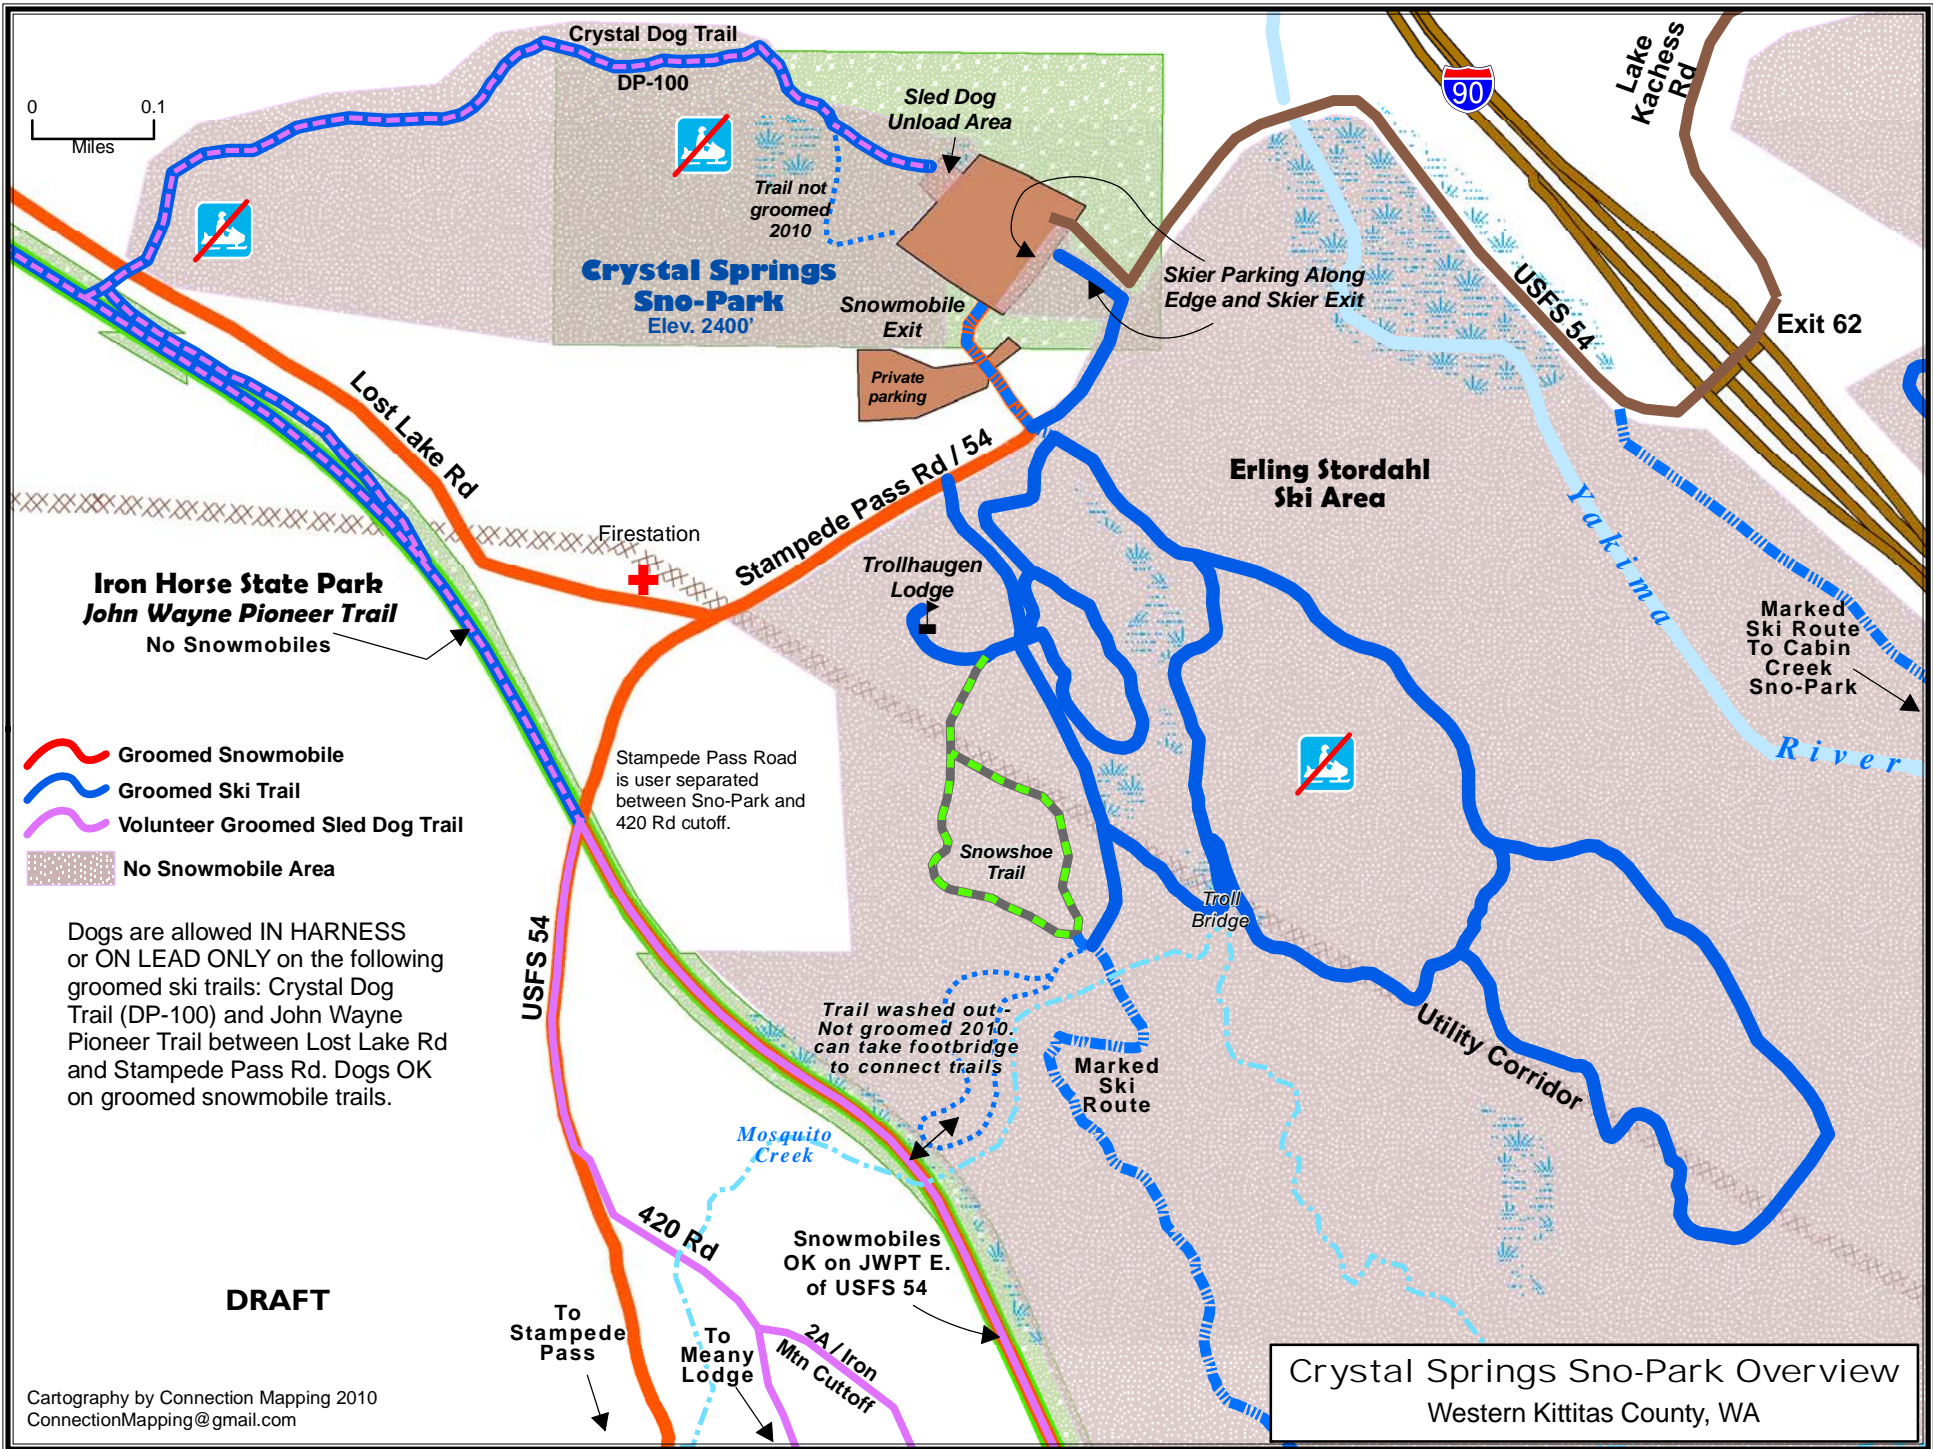 Crystal Dog Trail
DP-100
0 0.1
Miles
Sled Dog
Unload Area
Trail not
groomed
2010
Crystal Springs
Sno-Park
Elev. 2400'
Snowmobile
Exit
Private
parking
Skier Parking Along
Edge and Skier Exit
90
Lake
Kachess
Rd
USFS 54
Exit 62
Lost Lake Rd
Stampede Pass Rd / 54
Erling Stordahl
Ski Area
Yakima
River
Firestation
Trollhaugen
Lodge
Iron Horse State Park
John Wayne Pioneer Trail
No Snowmobiles
Marked
Ski Route
To Cabin
Creek
Sno-Park
Groomed Snowmobile
Groomed Ski Trail
Volunteer Groomed Sled Dog Trail
No Snowmobile Area
Stampede Pass Road
is user separated
between Sno-Park and
420 Rd cutoff.
Snowshoe
Trail
Troll
Bridge
Dogs are allowed IN HARNESS
or ON LEAD ONLY on the following
groomed ski trails: Crystal Dog
Trail (DP-100) and John Wayne
Pioneer Trail between Lost Lake Rd
and Stampede Pass Rd. Dogs OK
on groomed snowmobile trails.
USFS 54
Trail washed out -
Not groomed 2010.
can take footbridge
to connect trails
Marked
Ski
Route
Utility Corridor
Mosquito
Creek
420 Rd
Snowmobiles
OK on JWPT E.
of USFS 54
DRAFT
To
Stampede
Pass
To
Meany
Lodge
2A / Iron
Mtn Cuttoff
Cartography by Connection Mapping 2010
ConnectionMapping@gmail.com
Crystal Springs Sno-Park Overview
Western Kittitas County, WA